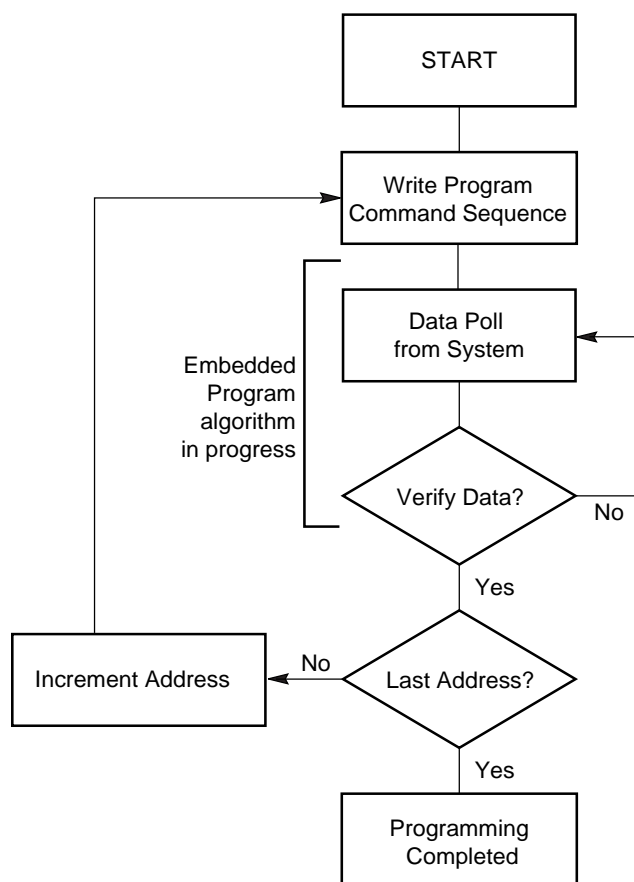 START
Write Program
Command Sequence
Data Poll
from System
Embedded
Program
algorithm
in progress
Verify Data?
No
Yes
No
Increment Address
Last Address?
Yes
Programming
Completed